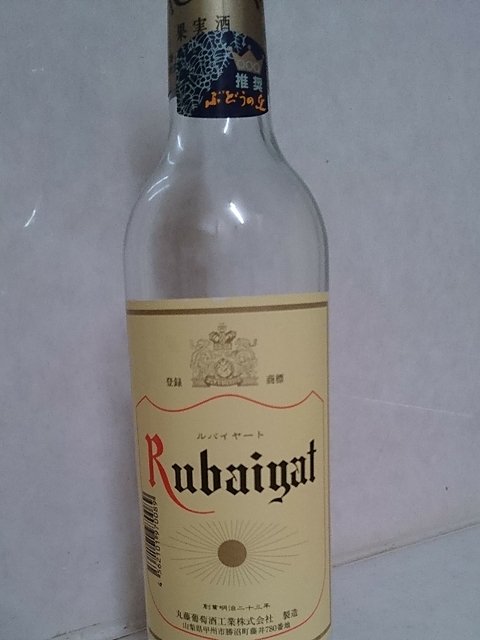 果実酒
推奨
ぶどうの丘
登録 商標
ルバイヤート
Rubaiyat
創業明治二十三年
丸藤葡萄酒工業株式会社 製造
山梨県甲州市勝沼町藤井780番地